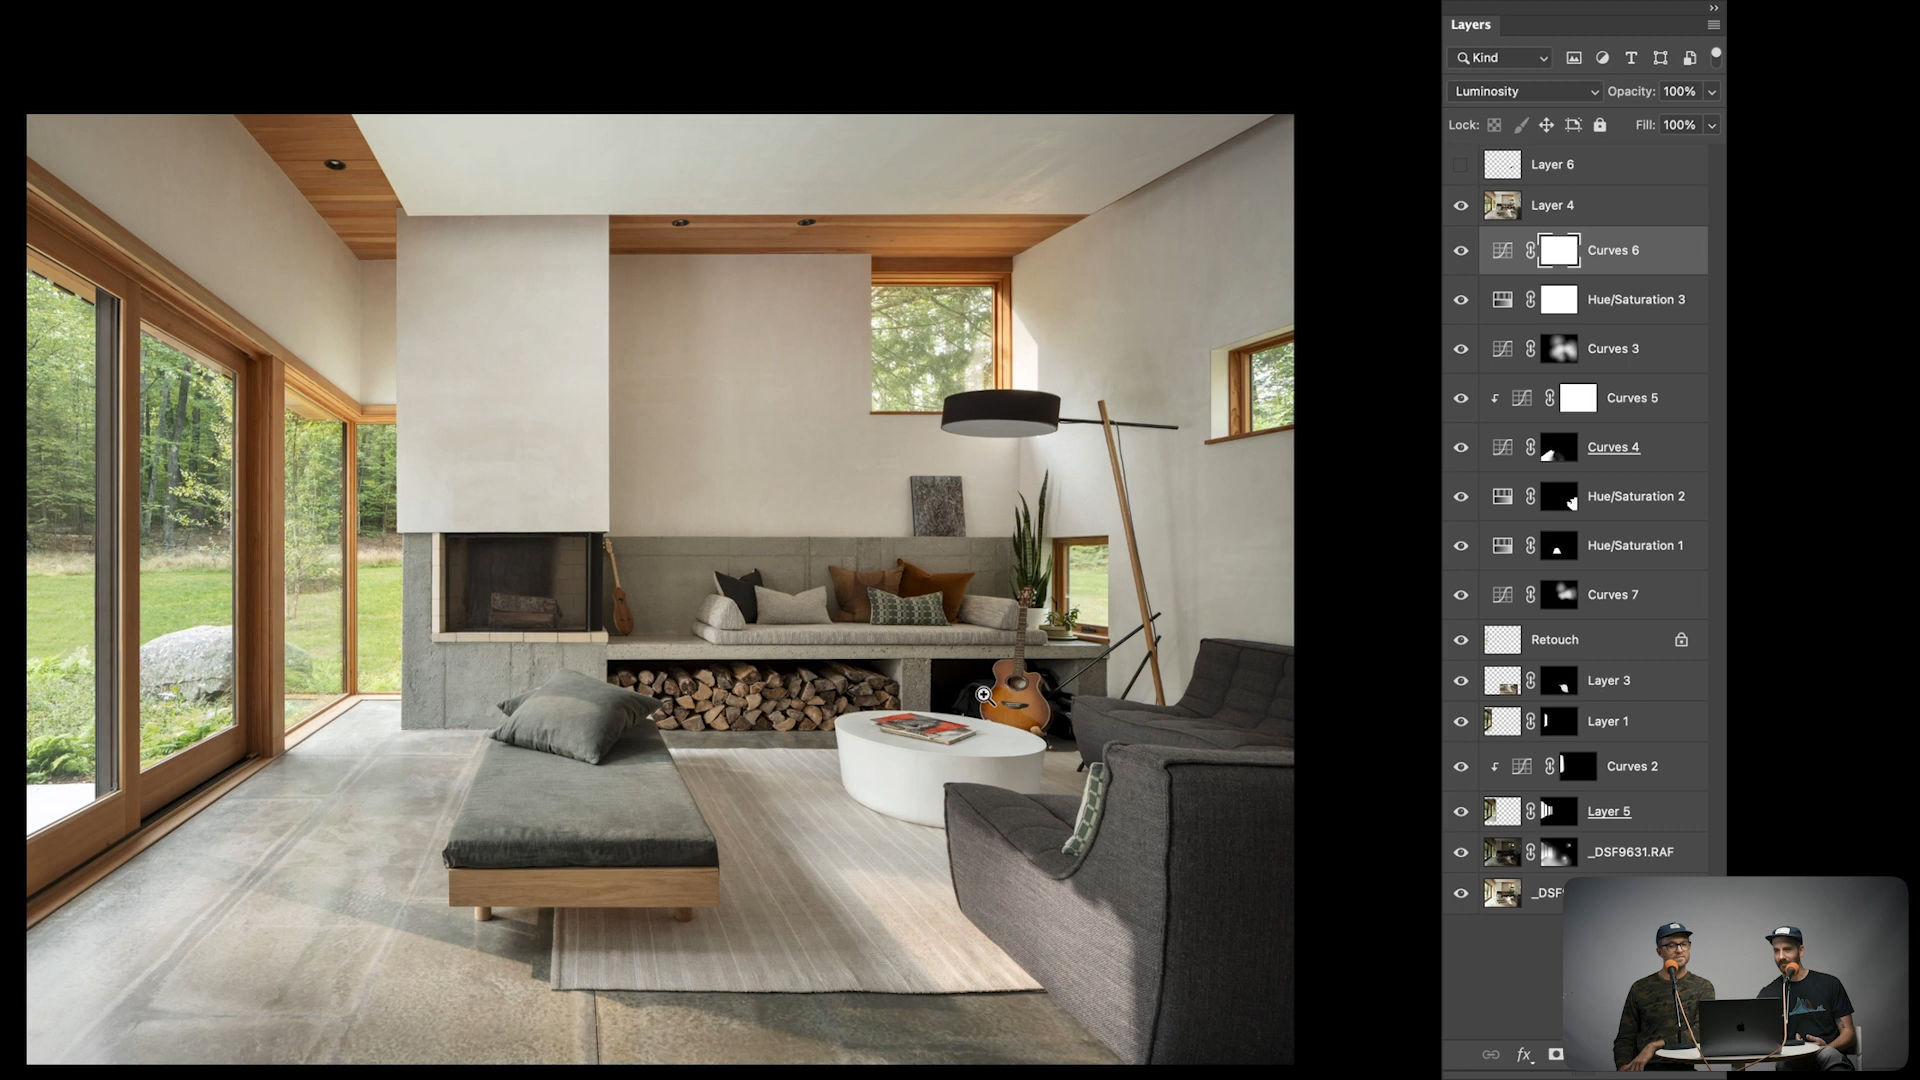 Layers
Kind
Luminosity
Opacity: 100%
Lock:
Fill: 100%
Layer 6
Layer 4
Curves 6
Hue/Saturation 3
Curves 3
Curves 5
Curves 4
Hue/Saturation 2
Hue/Saturation 1
Curves 7
Retouch
Layer 3
Layer 1
Curves 2
Layer 5
_DSF9631.RAF
_DSF9
fx